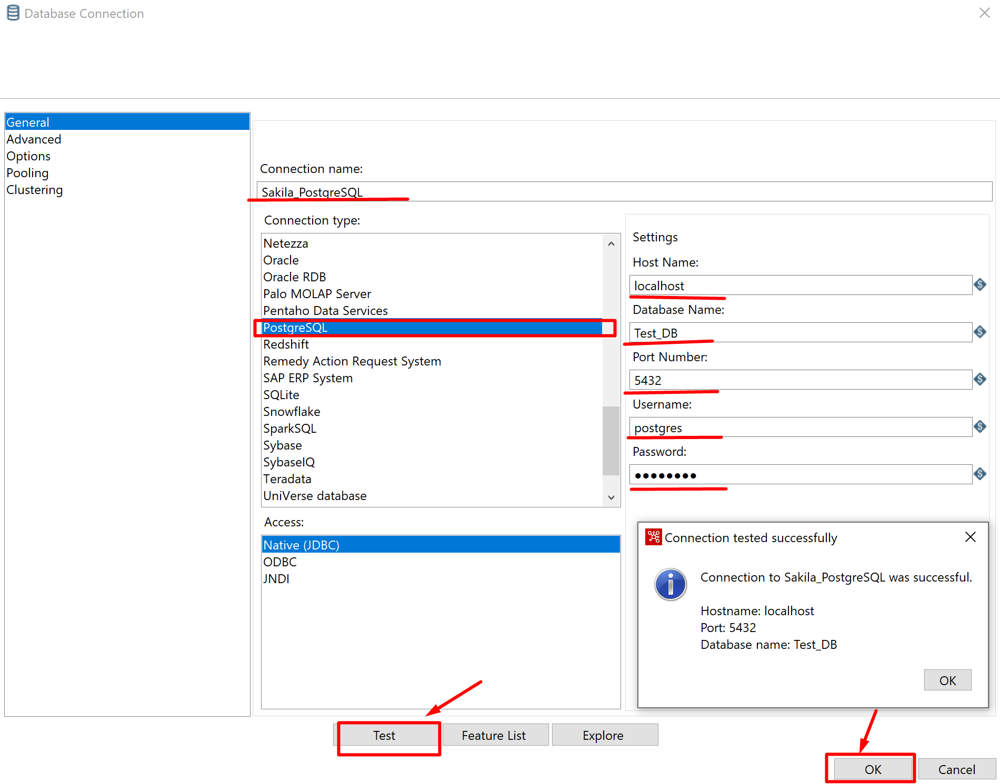 Database Connection
General
Advanced
Options
Pooling
Clustering
Connection name:
Sakila_PostgreSQL
Connection type:
Netezza
Oracle
Oracle RDB
Palo MOLAP Server
Pentaho Data Services
PostgreSQL
Redshift
Remedy Action Request System
SAP ERP System
SQLite
Snowflake
SparkSQL
Sybase
SybaseIQ
Teradata
UniVerse database
Access:
Native (JDBC)
ODBC
JNDI
Settings
Host Name:
localhost
Database Name:
Test_DB
Port Number:
5432
Username:
postgres
Password:
●●●●●●●●
Connection tested successfully
Connection to Sakila_PostgreSQL was successful.
Hostname: localhost
Port: 5432
Database name: Test_DB
OK
Test
Feature List
Explore
OK
Cancel